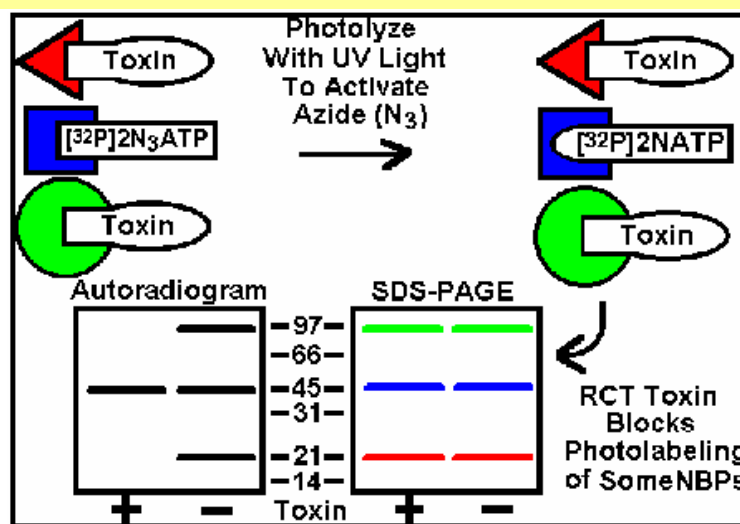 Photolyze
With UV Light
To Activate
Azide (N₃)
Toxin
Toxin
[³²P]2N₃ATP
[³²P]2NATP
Toxin
Toxin
Autoradiogram
SDS-PAGE
97
66
45
31
21
14
RCT Toxin
Blocks
Photolabeling
of SomeNBPs
+ − Toxin + −